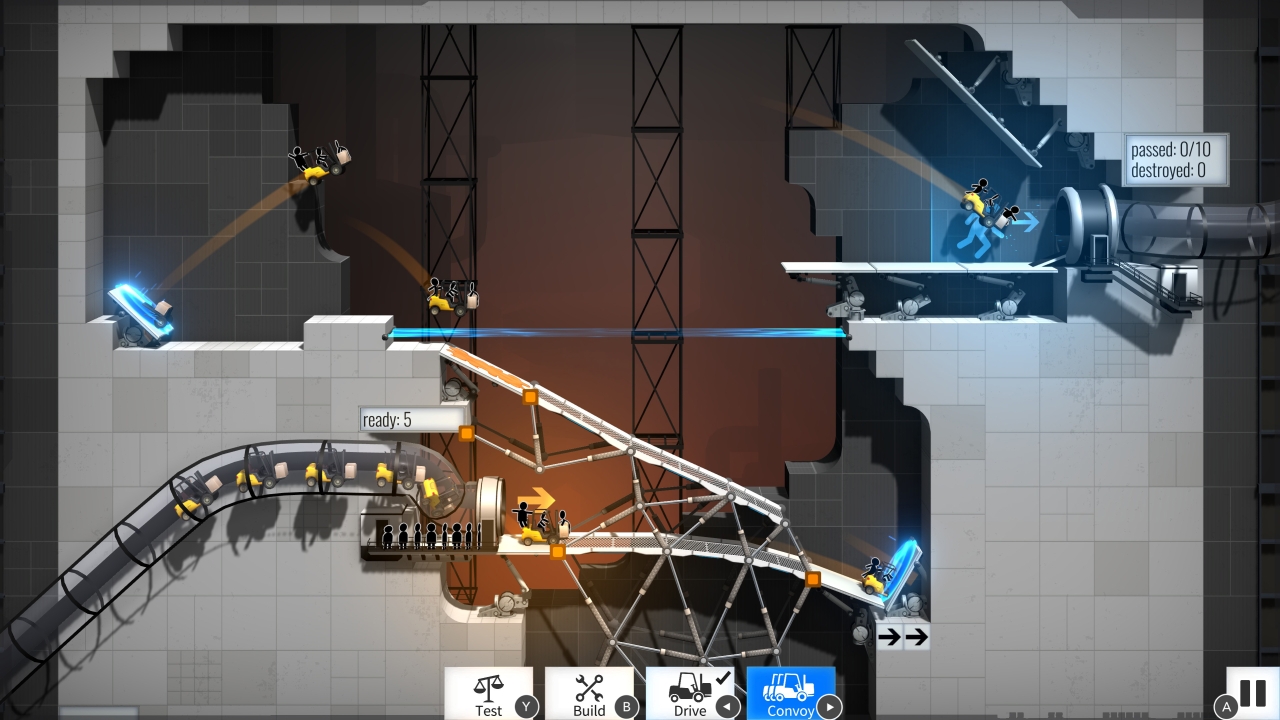 passed: 0/10
destroyed: 0
ready: 5
Test
Y
Build
B
Drive
Convoy
A